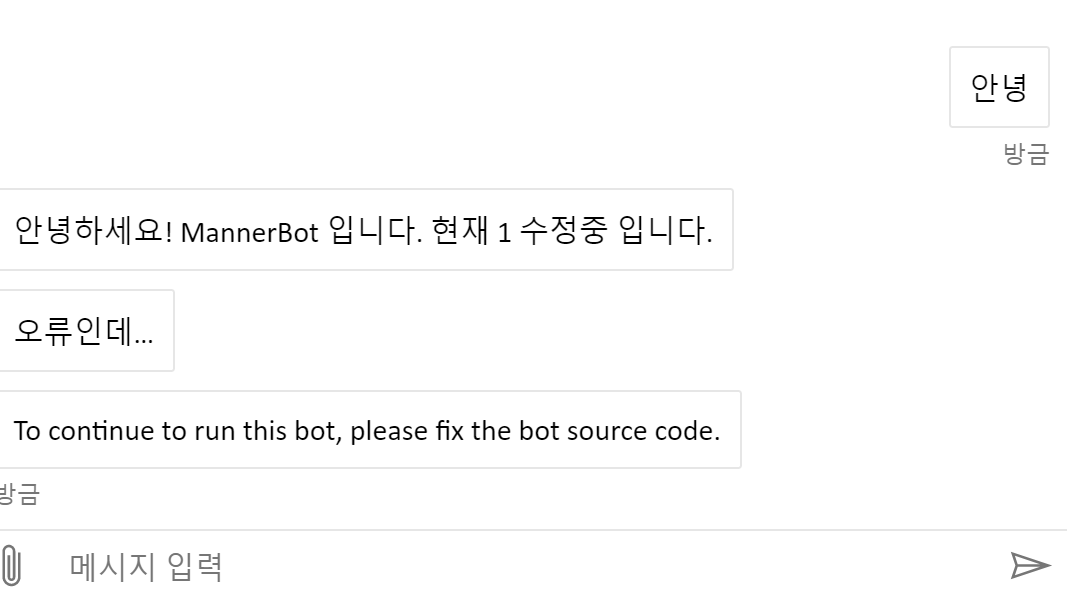 안녕
방금
안녕하세요! MannerBot 입니다. 현재 1 수정중 입니다.
오류인데...
To continue to run this bot, please fix the bot source code.
방금
메시지 입력